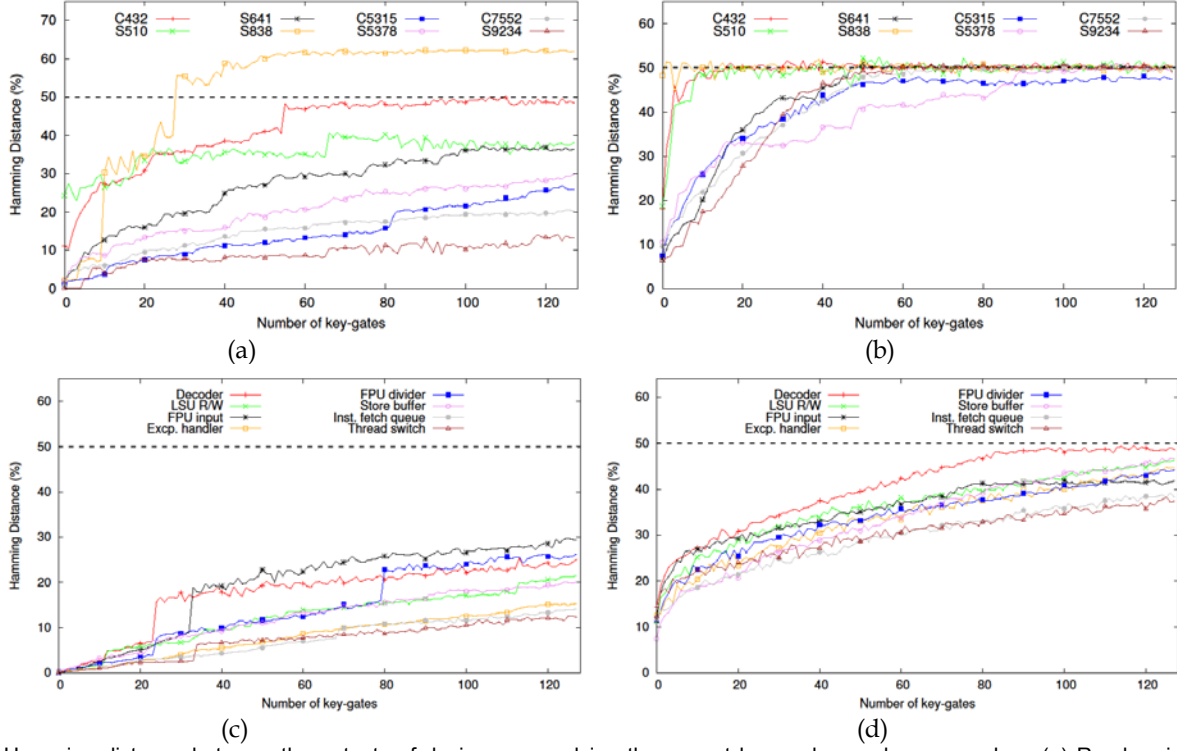 C432 S641 C5315 C7552
S510 S838 S5378 S9234
Hamming Distance (%)
70
60
50
40
30
20
10
0
0 20 40 60 80 100 120
Number of key-gates
(a)
C432 S641 C5315 C7552
S510 S838 S5378 S9234
Hamming Distance (%)
60
50
40
30
20
10
0
0 20 40 60 80 100 120
Number of key-gates
(b)
Decoder FPU divider
LSU R/W Store buffer
FPU input Inst. fetch queue
Excp. handler Thread switch
Hamming Distance (%)
60
50
40
30
20
10
0
0 20 40 60 80 100 120
Number of key-gates
(c)
Decoder FPU divider
LSU R/W Store buffer
FPU input Inst. fetch queue
Excp. handler Thread switch
Hamming Distance (%)
60
50
40
30
20
10
0
0 20 40 60 80 100 120
Number of key-gates
(d)